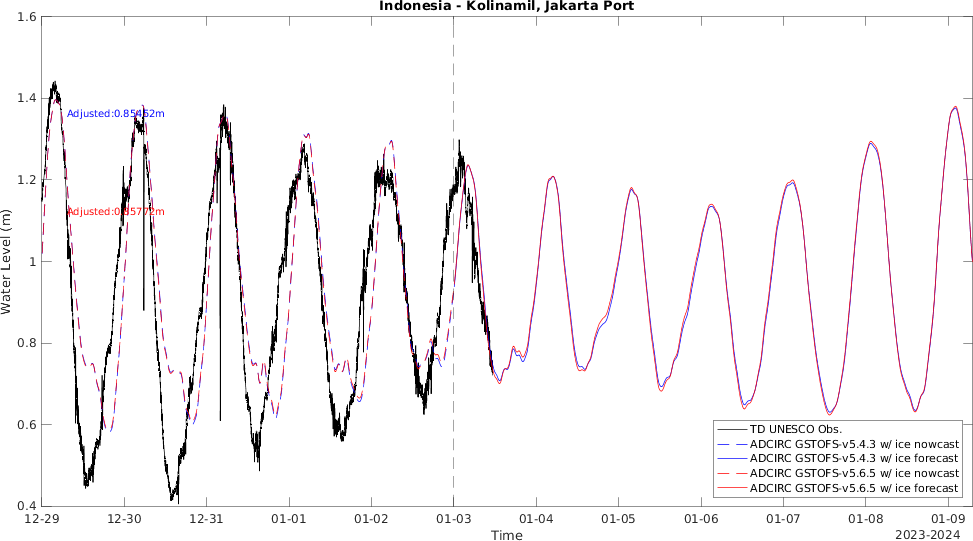 Indonesia - Kolinamil, Jakarta Port
1.6
1.4
1.2
1
0.8
0.6
0.4
Water Level (m)
Adjusted:0.85462m
Adjusted:0.85772m
TD UNESCO Obs.
ADCIRC GSTOFS-v5.4.3 w/ ice nowcast
ADCIRC GSTOFS-v5.4.3 w/ ice forecast
ADCIRC GSTOFS-v5.6.5 w/ ice nowcast
ADCIRC GSTOFS-v5.6.5 w/ ice forecast
12-29 12-30 12-31 01-01 01-02 01-03 01-04 01-05 01-06 01-07 01-08 01-09
Time
2023-2024